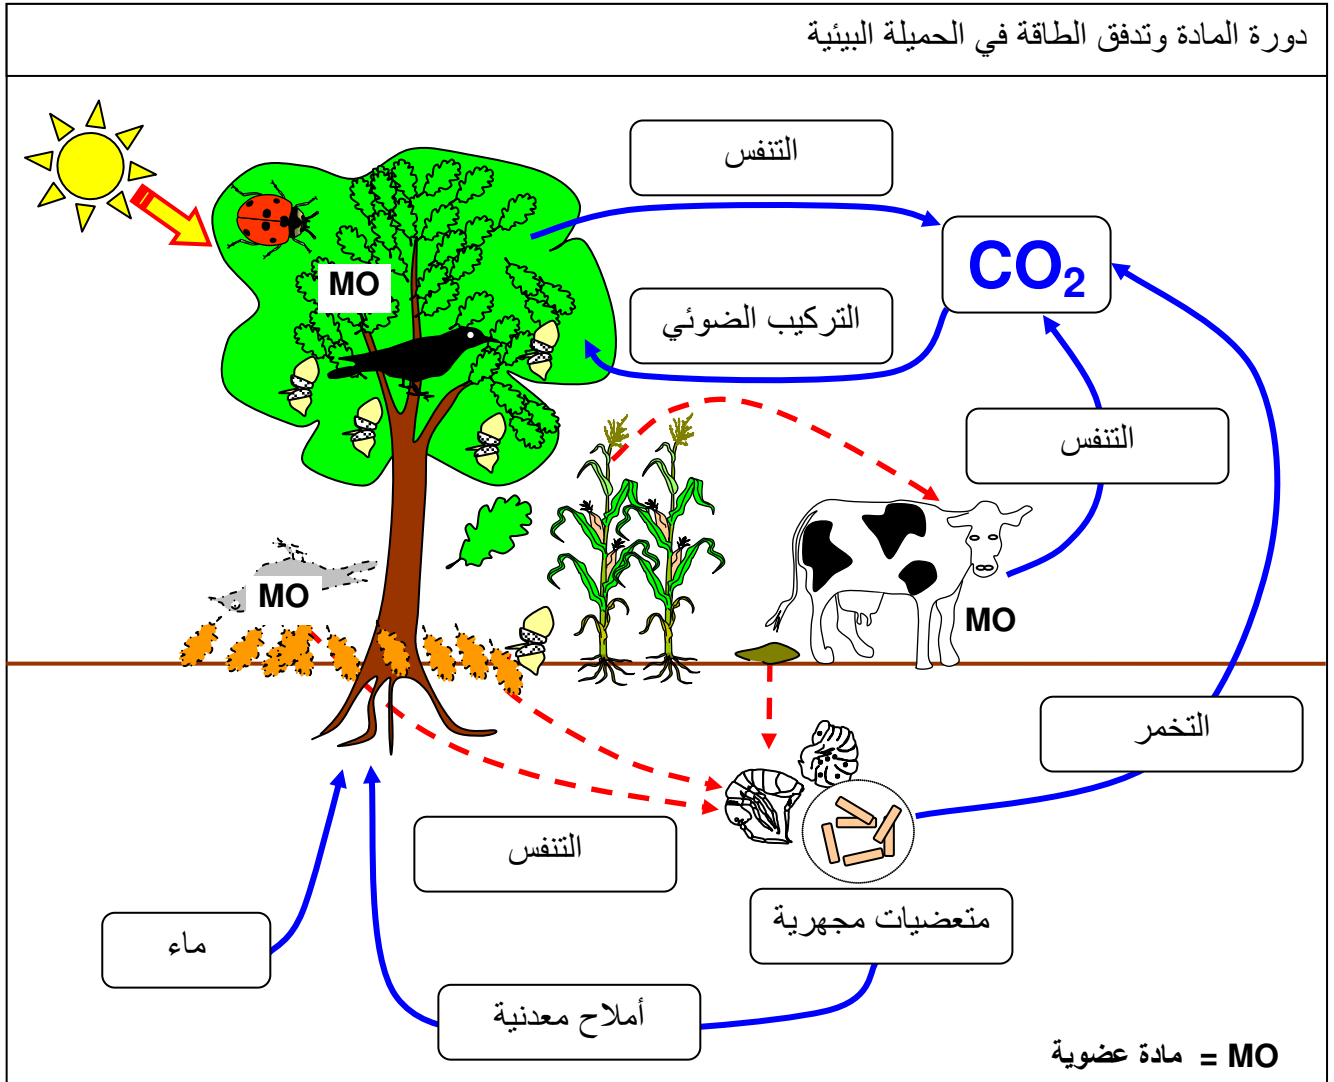 دورة المادة وتدفق الطاقة في الحميلة البيئية
التنفس
CO₂
MO
التركيب الضوئي
التنفس
MO
MO
التخمر
التنفس
متعضيات مجهرية
ماء
أملاح معدنية
MO = مادة عضوية